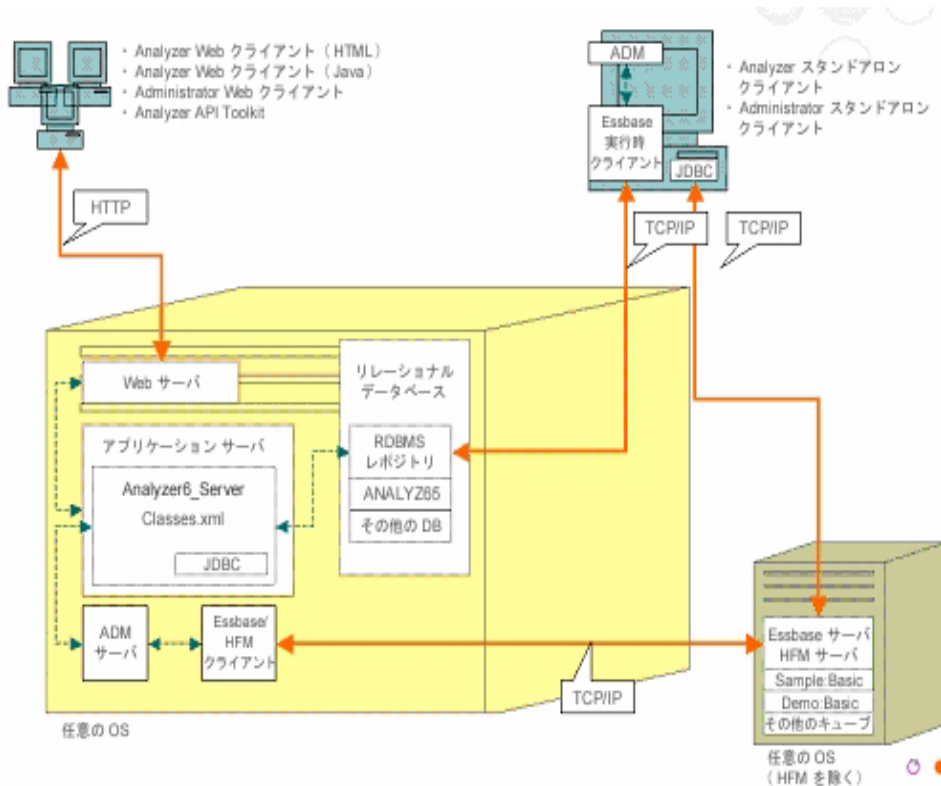 ・Analyzer Web クライアント（HTML）
・Analyzer Web クライアント（Java）
・Administrator Web クライアント
・Analyzer API Toolkit
ADM
Essbase
実行時
クライアント
JDBC
・Analyzer スタンドアロン
クライアント
・Administrator スタンドアロン
クライアント
HTTP
TCP/IP
TCP/IP
Web サーバ
リレーショナル
データベース
RDBMS
レポジトリ
ANALYZ65
その他の DB
アプリケーション サーバ
Analyzer6_Server
Classes.xml
JDBC
ADM
サーバ
Essbase/
HFM
クライアント
TCP/IP
Essbase サーバ
HFM サーバ
Sample:Basic
Demo:Basic
その他のキューブ
任意の OS
任意の OS
（HFM を除く）